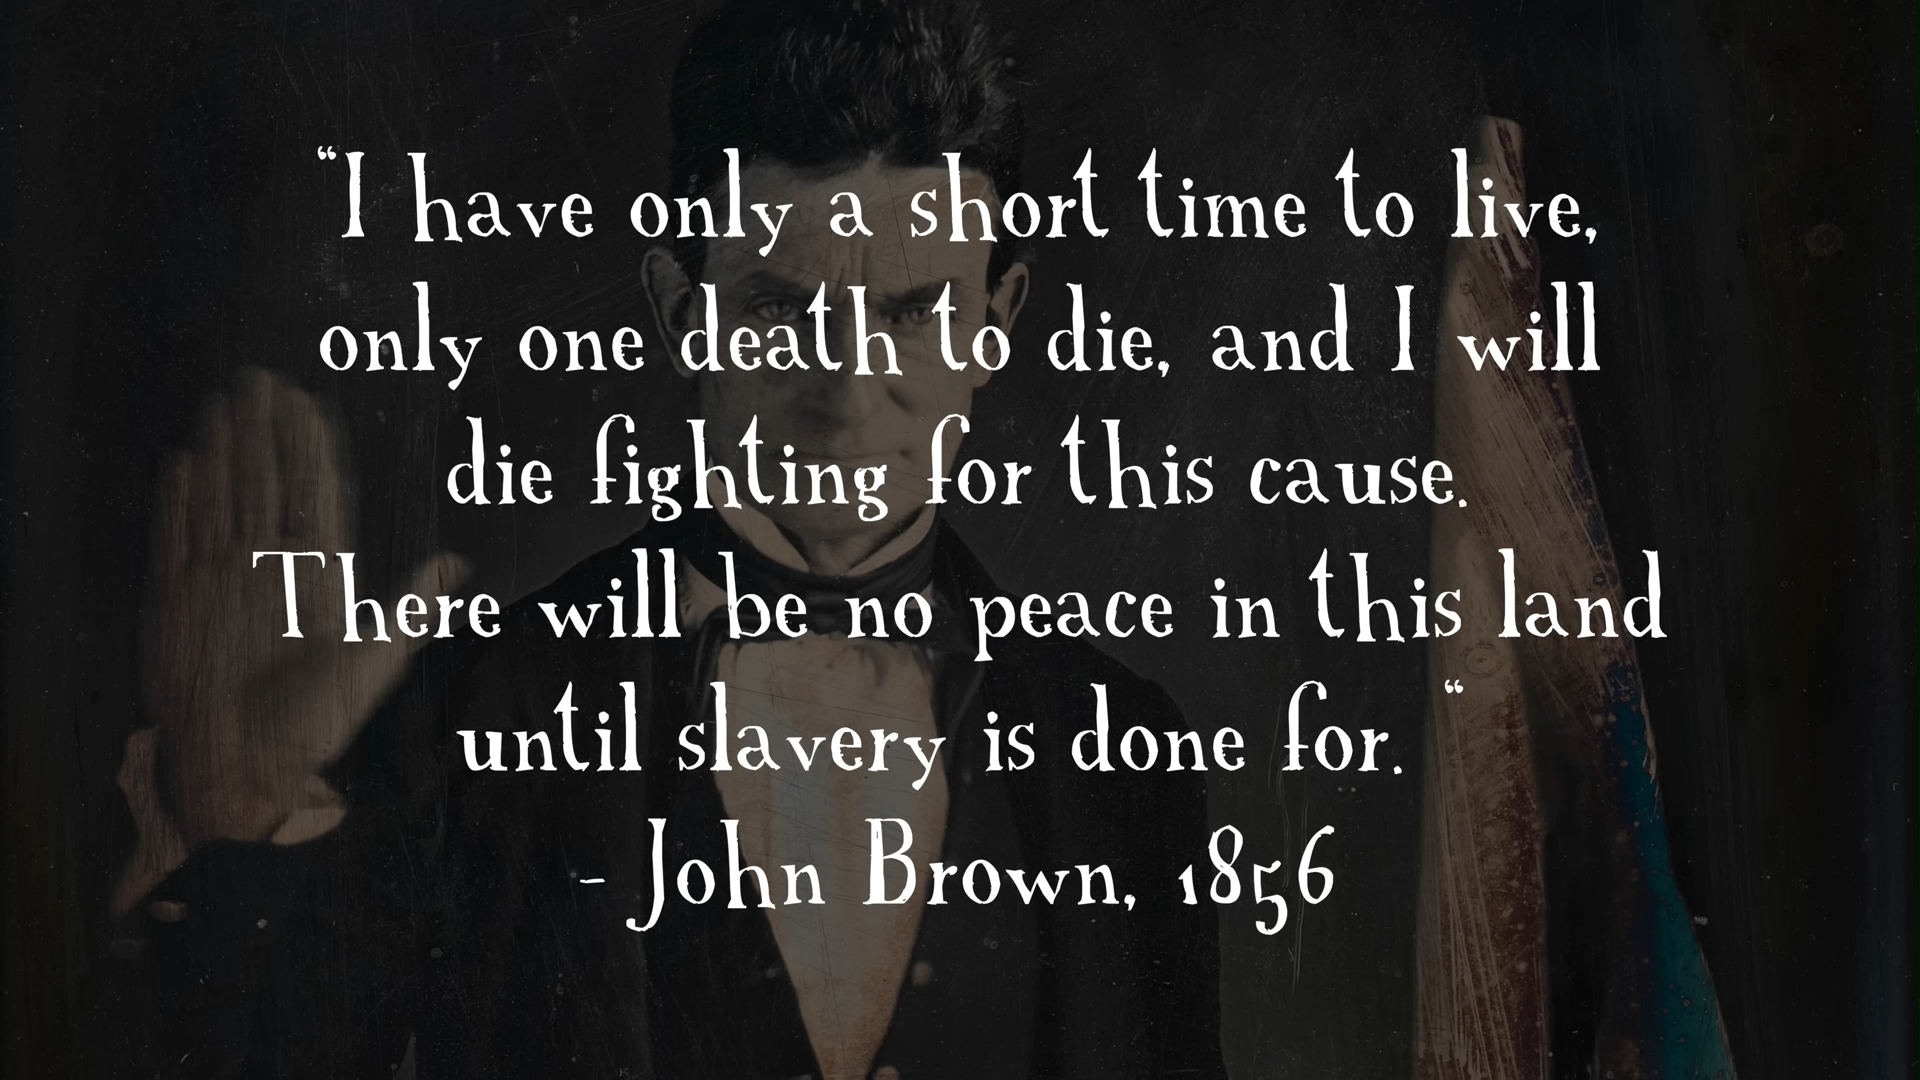 “I have only a short time to live,
only one death to die, and I will
die fighting for this cause.
There will be no peace in this land
until slavery is done for. “
- John Brown, 1856